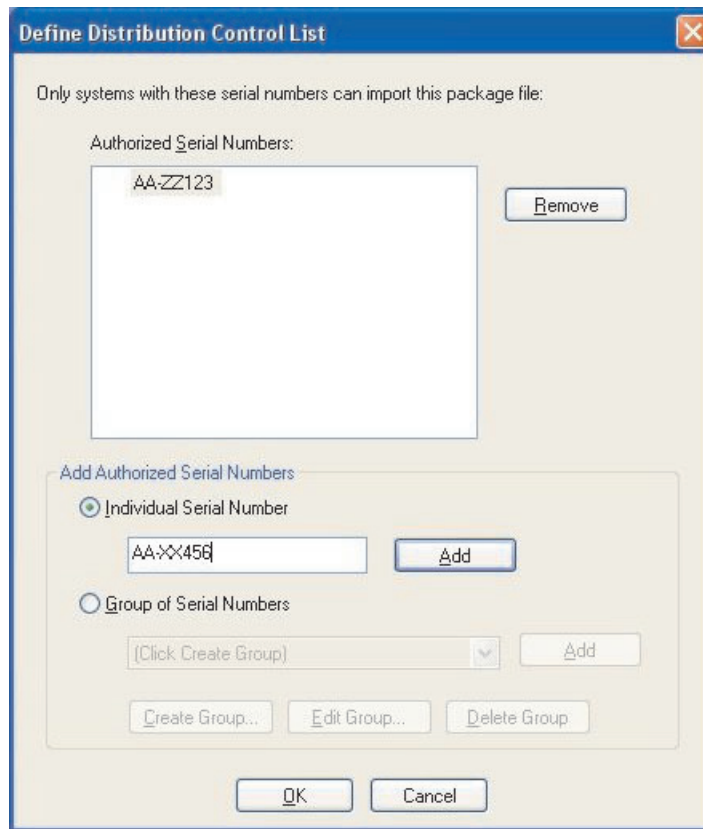 Define Distribution Control List
Only systems with these serial numbers can import this package file:
Authorized Serial Numbers:
AA-ZZ123
Remove
Add Authorized Serial Numbers
Individual Serial Number
AA-XX456
Add
Group of Serial Numbers
(Click Create Group)
Add
Create Group...
Edit Group...
Delete Group
OK
Cancel